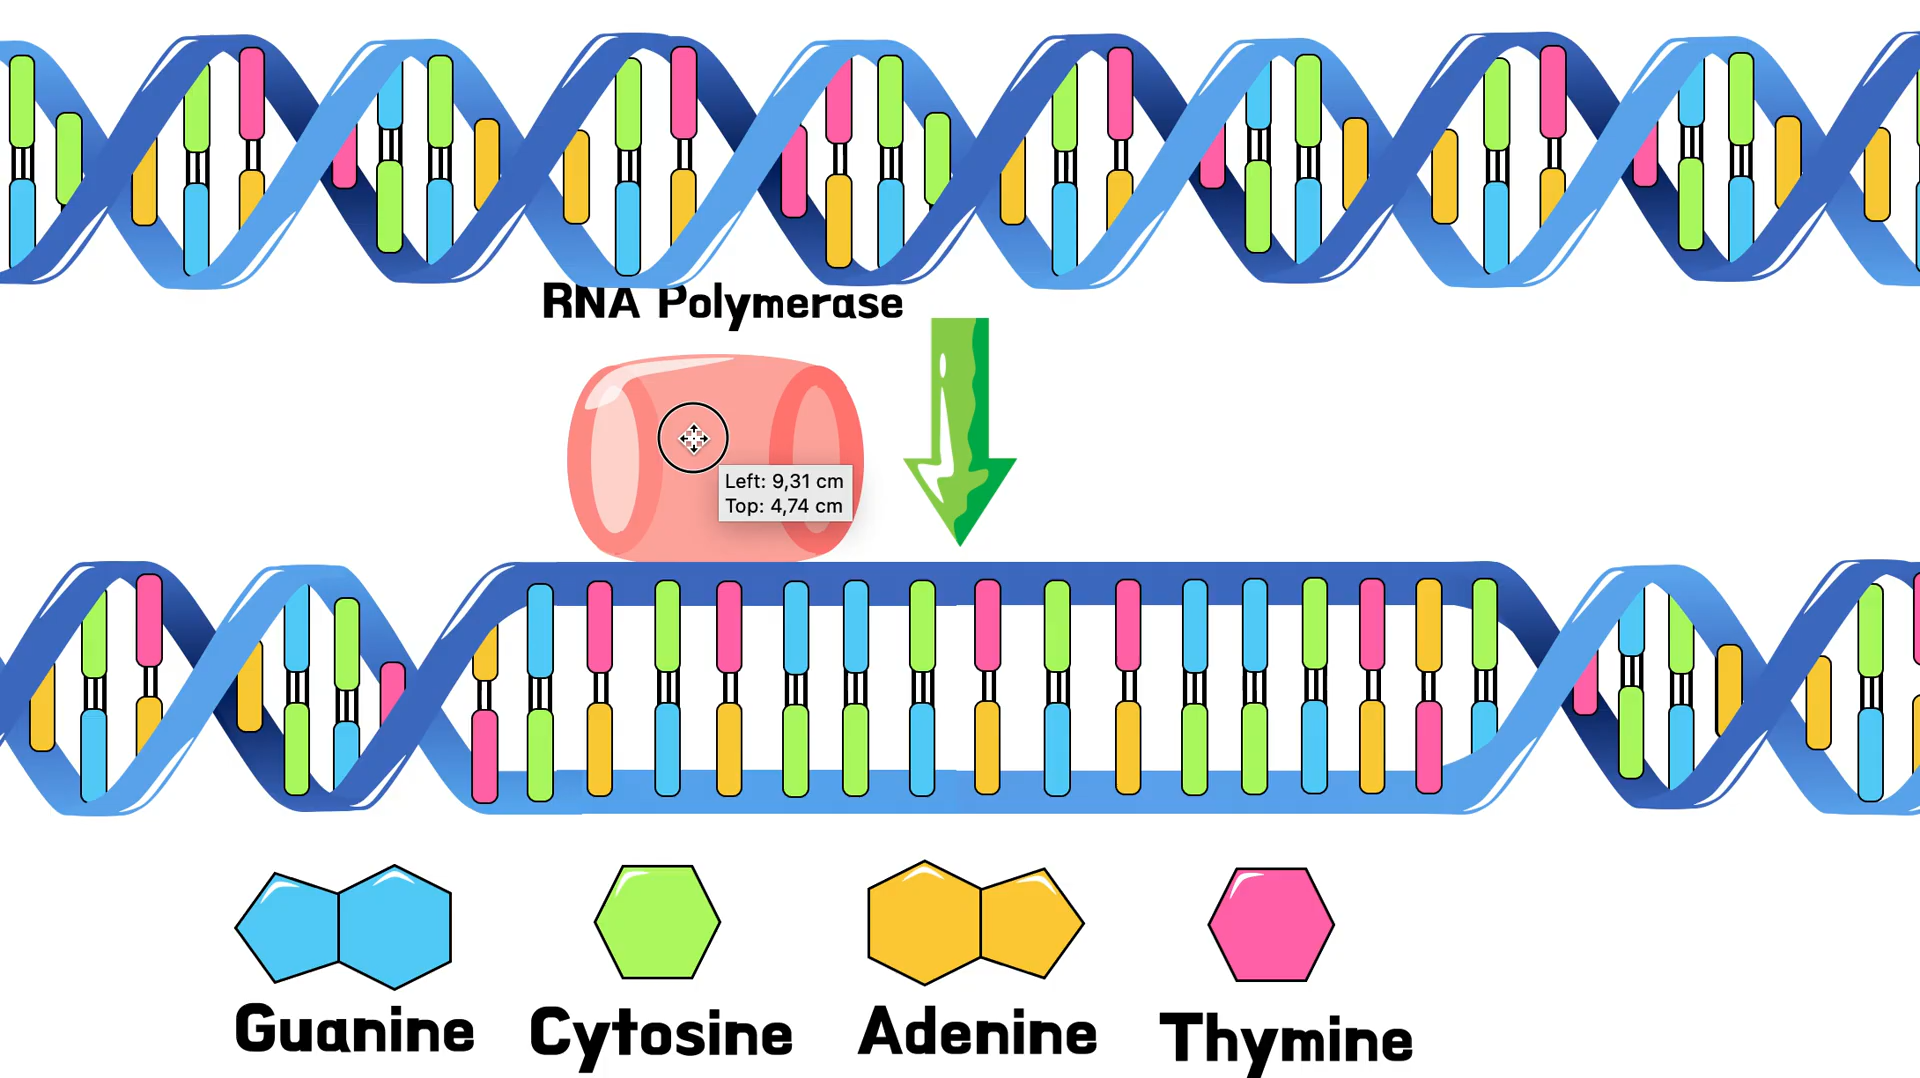 RNA Polymerase
Left: 9,31 cm
Top: 4,74 cm
Guanine
Cytosine
Adenine
Thymine